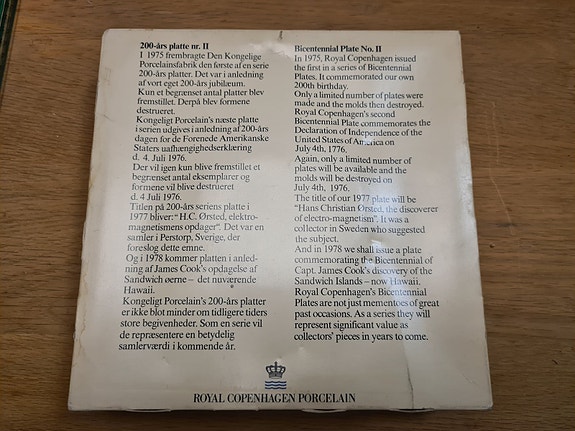 200-års platte nr. II
I 1975 frembragte Den Kongelige
Porcelainsfabrik den første af en serie
200-års platter. Det var i anledning
af vort eget 200-års jubilæum.
Kun et begrænset antal platter blev
fremstillet. Derpå blev formene
destrueret.
Kongeligt Porcelain's næste platte
i serien udgives i anledning af 200-års
dagen for de Forenede Amerikanske
Staters uafhængighedserklæring
d. 4. Juli 1976.
Der vil igen kun blive fremstillet et
begrænset antal eksemplarer og
formene vil blive destrueret
d. 4 Juli 1976.
Titlen på 200-års seriens platte i
1977 bliver: "H.C. Ørsted, elektro-
magnetismens opdager". Det var en
samler i Perstorp, Sverige, der
foreslog dette emne.
Og i 1978 kommer platten i anled-
ning af James Cook's opdagelse af
Sandwich øerne – det nuværende
Hawaii.
Kongeligt Porcelain's 200-års platter
er ikke blot minder om tidligere tiders
store begivenheder. Som en serie vil
de repræsentere en betydelig
samlerværdi i kommende år.
Bicentennial Plate No. II
In 1975, Royal Copenhagen issued
the first in a series of Bicentennial
Plates. It commemorated our own
200th birthday.
Only a limited number of plates were
made and the molds then destroyed.
Royal Copenhagen's second
Bicentennial Plate commemorates the
Declaration of Independence of the
United States of America on
July 4th, 1776.
Again, only a limited number of
plates will be available and the
molds will be destroyed on
July 4th, 1976.
The title of our 1977 plate will be
"Hans Christian Ørsted, the discoverer
of electro-magnetism". It was a
collector in Sweden who suggested
the subject.
And in 1978 we shall issue a plate
commemorating the Bicentennial of
Capt. James Cook's discovery of the
Sandwich Islands – now Hawaii.
Royal Copenhagen's Bicentennial
Plates are not just mementoes of great
past occasions. As a series they will
represent significant value as
collectors' pieces in years to come.
ROYAL COPENHAGEN PORCELAIN